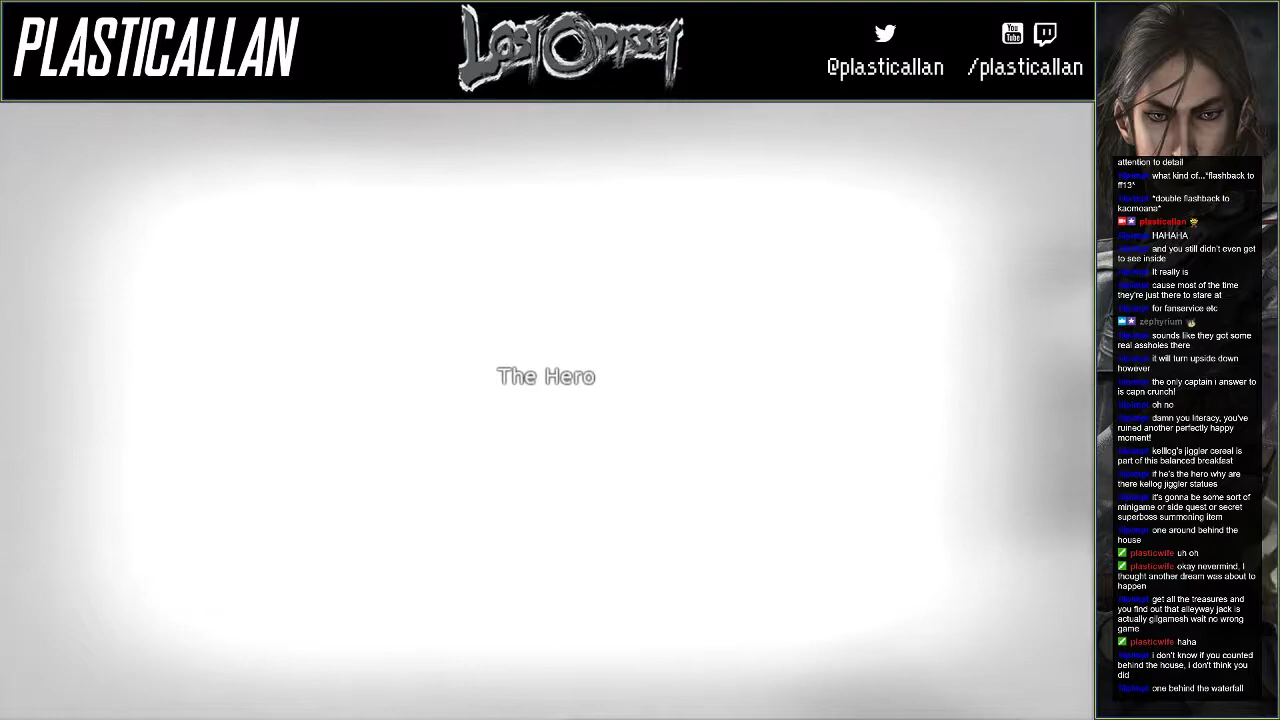 PLASTICALLAN
LOST ODYSSEY
You
Tube
@plasticallan
/plasticallan
The Hero
attention to detail
what kind of...*flashback to
ff13*
*double flashback to
kaomoana*
plasticallan
HAHAHA
and you still didn't even get
to see inside
It really is
cause most of the time
they're just there to stare at
for fanservice etc
zephyrium
sounds like they got some
real assholes there
it will turn upside down
however
the only captain i answer to
is capn crunch!
oh no
damn you literacy, you've
ruined another perfectly happy
moment!
kelllog's jiggler cereal is
part of this balanced breakfast
if he's the hero why are
there kellog jiggler statues
it's gonna be some sort of
minigame or side quest or secret
superboss summoning item
one around behind the
house
plasticwife uh oh
plasticwife okay nevermind, I
thought another dream was about to
happen
get all the treasures and
you find out that alleyway jack is
actually gilgamesh wait no wrong
game
plasticwife haha
i don't know if you counted
behind the house, i don't think you
did
one behind the waterfall